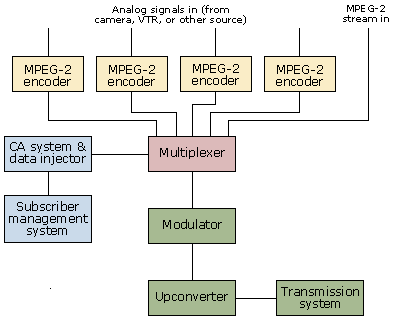 Analog signals in (from
camera, VTR, or other source)
MPEG-2
stream in
MPEG-2
encoder
MPEG-2
encoder
MPEG-2
encoder
MPEG-2
encoder
CA system &
data injector
Multiplexer
Subscriber
management
system
Modulator
Upconverter
Transmission
system